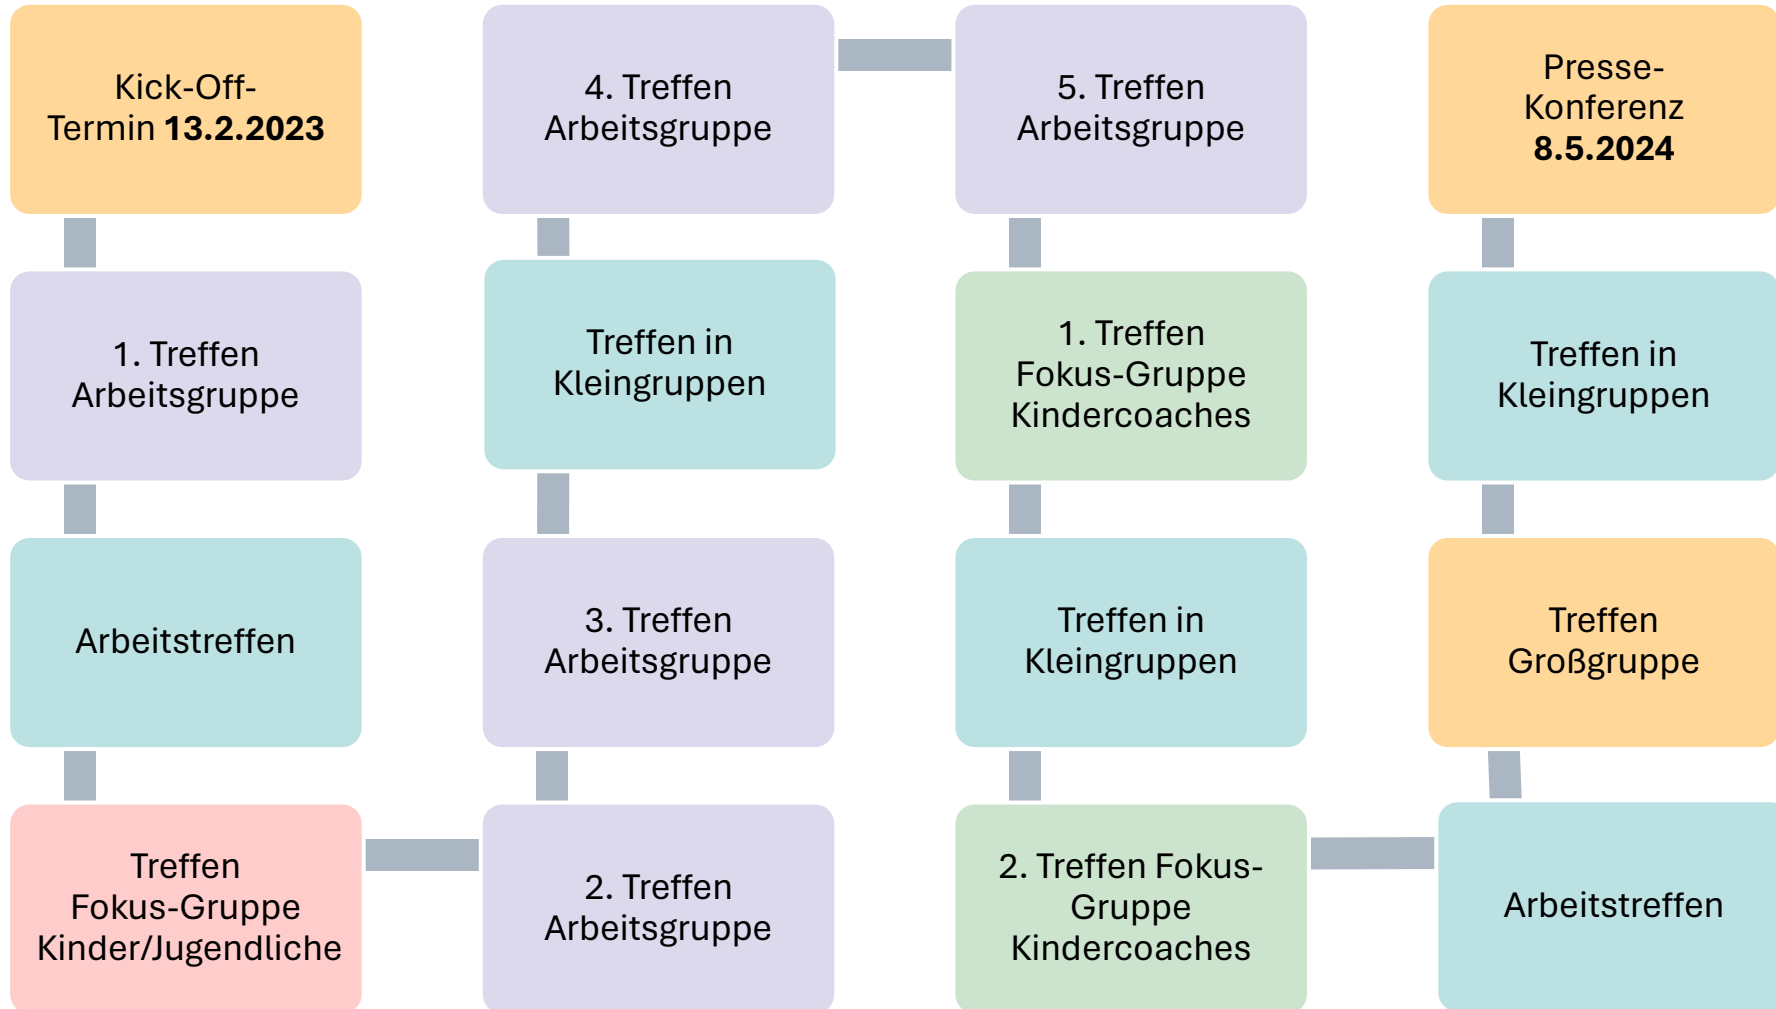 Kick-Off-
Termin 13.2.2023
1. Treffen
Arbeitsgruppe
Arbeitstreffen
Treffen
Fokus-Gruppe
Kinder/Jugendliche
2. Treffen
Arbeitsgruppe
3. Treffen
Arbeitsgruppe
Treffen in
Kleingruppen
4. Treffen
Arbeitsgruppe
5. Treffen
Arbeitsgruppe
1. Treffen
Fokus-Gruppe
Kindercoaches
Treffen in
Kleingruppen
2. Treffen Fokus-
Gruppe
Kindercoaches
Arbeitstreffen
Treffen
Großgruppe
Treffen in
Kleingruppen
Presse-
Konferenz
8.5.2024